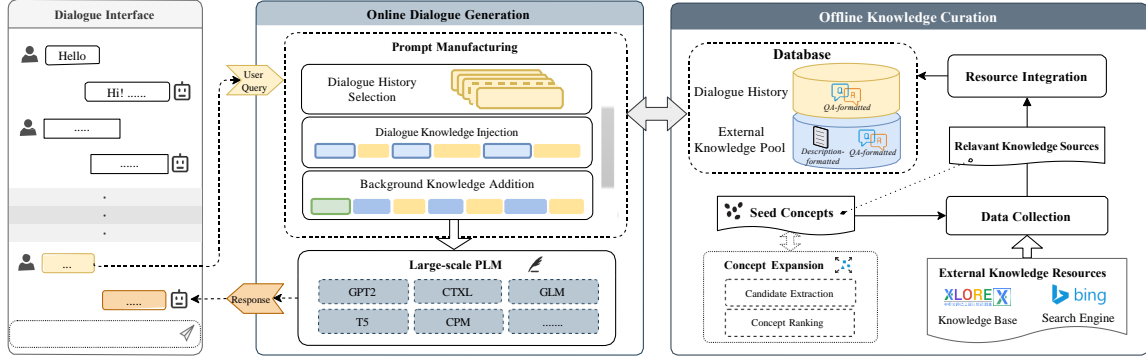 Dialogue Interface
Hello
Hi! ......
.....
......
...
.....
Online Dialogue Generation
User
Query
Prompt Manufacturing
Dialogue History
Selection
Dialogue Knowledge Injection
Background Knowledge Addition
Large-scale PLM
GPT2
CTXL
GLM
T5
CPM
.......
Response
Offline Knowledge Curation
Database
Dialogue History
Q
A
QA-formatted
External
Knowledge Pool
Description-
formatted
Q
A
QA-formatted
Resource Integration
Relavant Knowledge Sources
Seed Concepts
Data Collection
Concept Expansion
Candidate Extraction
Concept Ranking
External Knowledge Resources
XLORE
X
Knowledge Base
bing
Search Engine